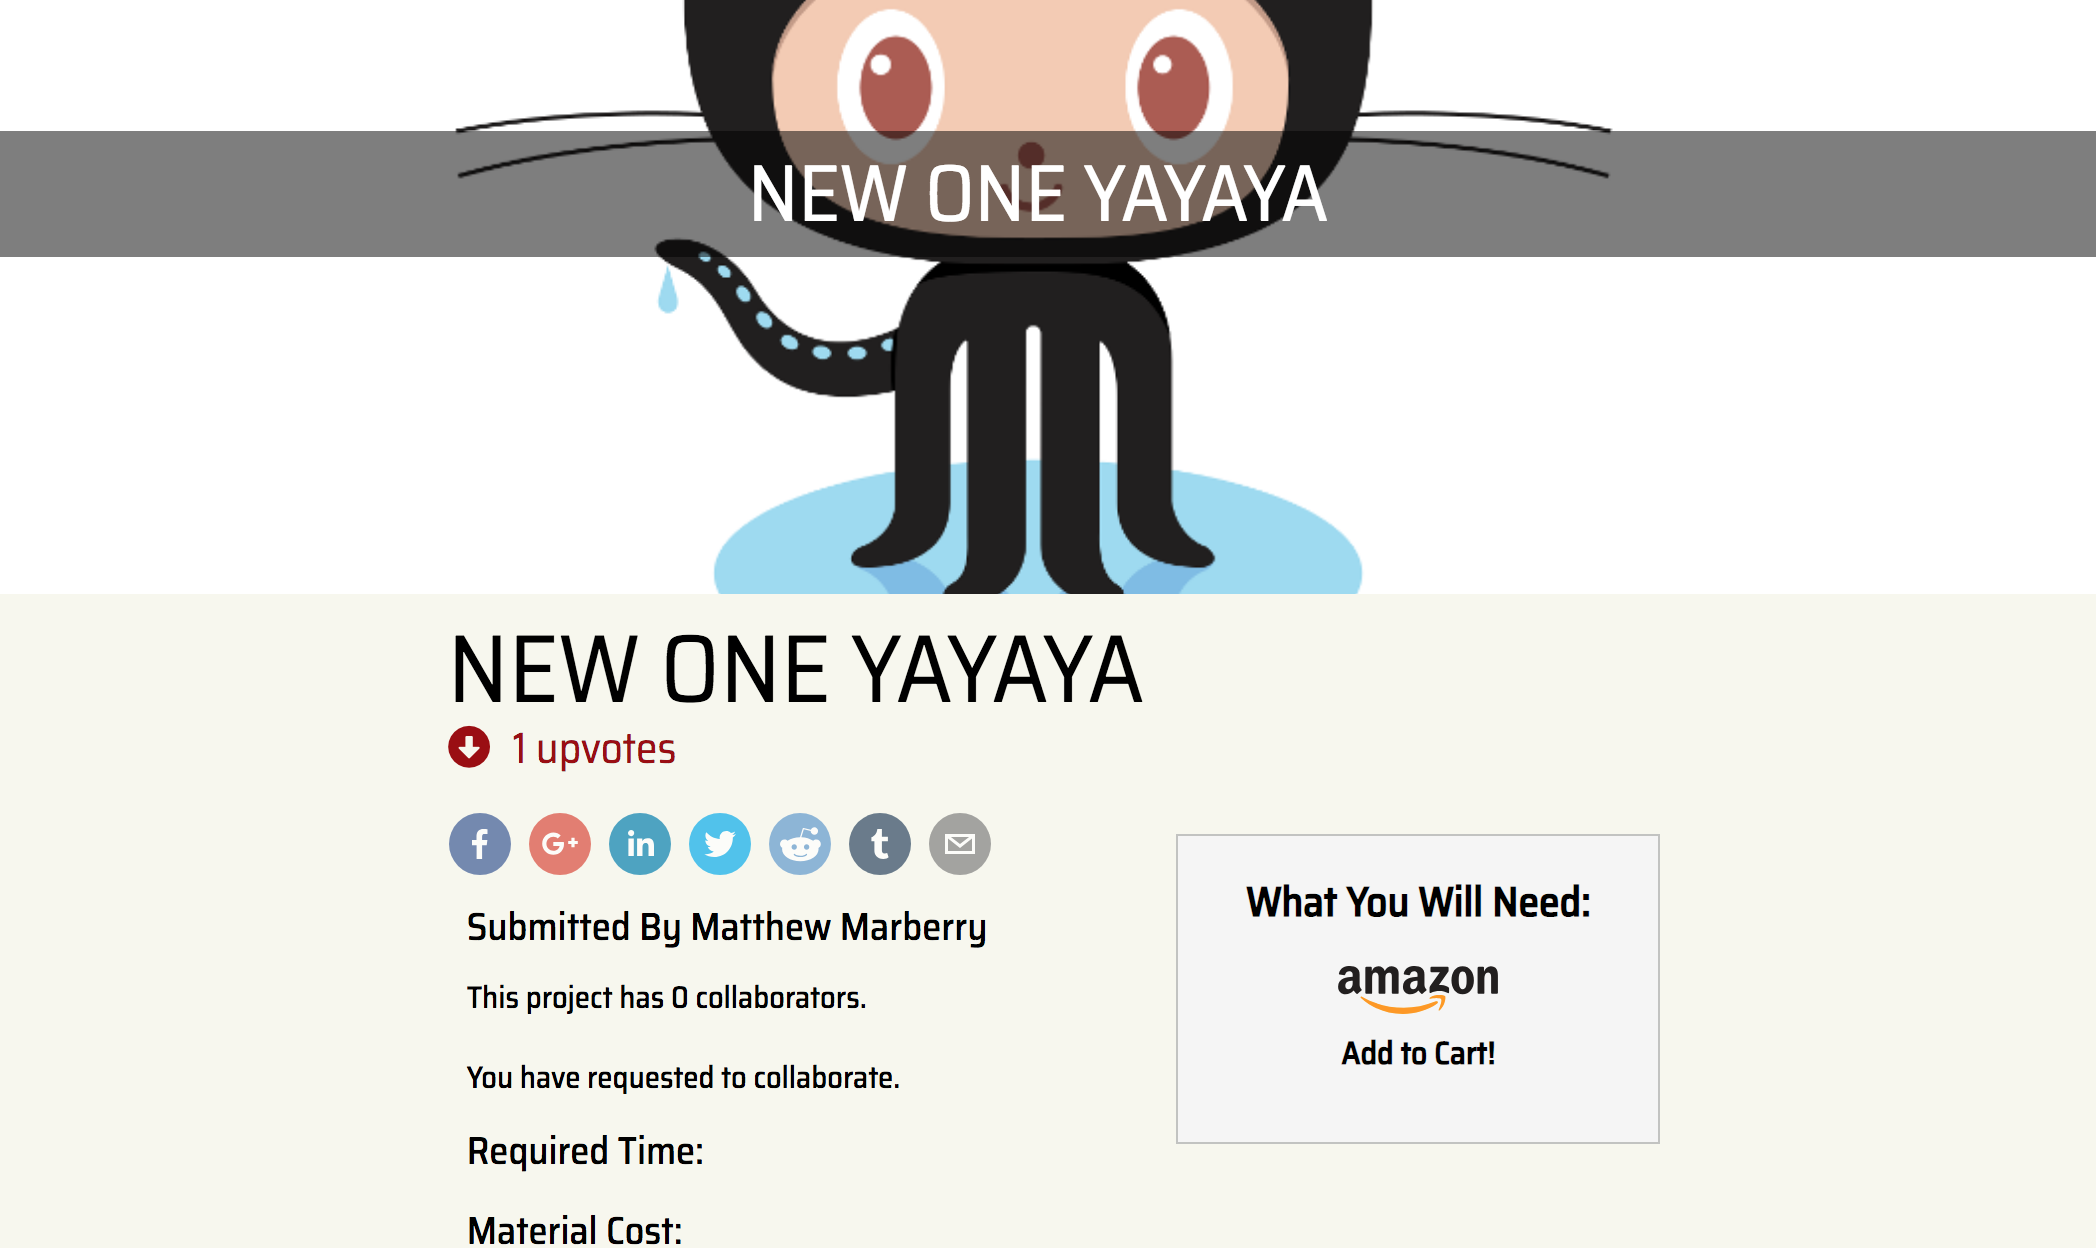 NEW ONE YAYAYA
NEW ONE YAYAYA
1 upvotes
f G+ in t
Submitted By Matthew Marberry
This project has 0 collaborators.
You have requested to collaborate.
Required Time:
Material Cost:
What You Will Need:
amazon
Add to Cart!